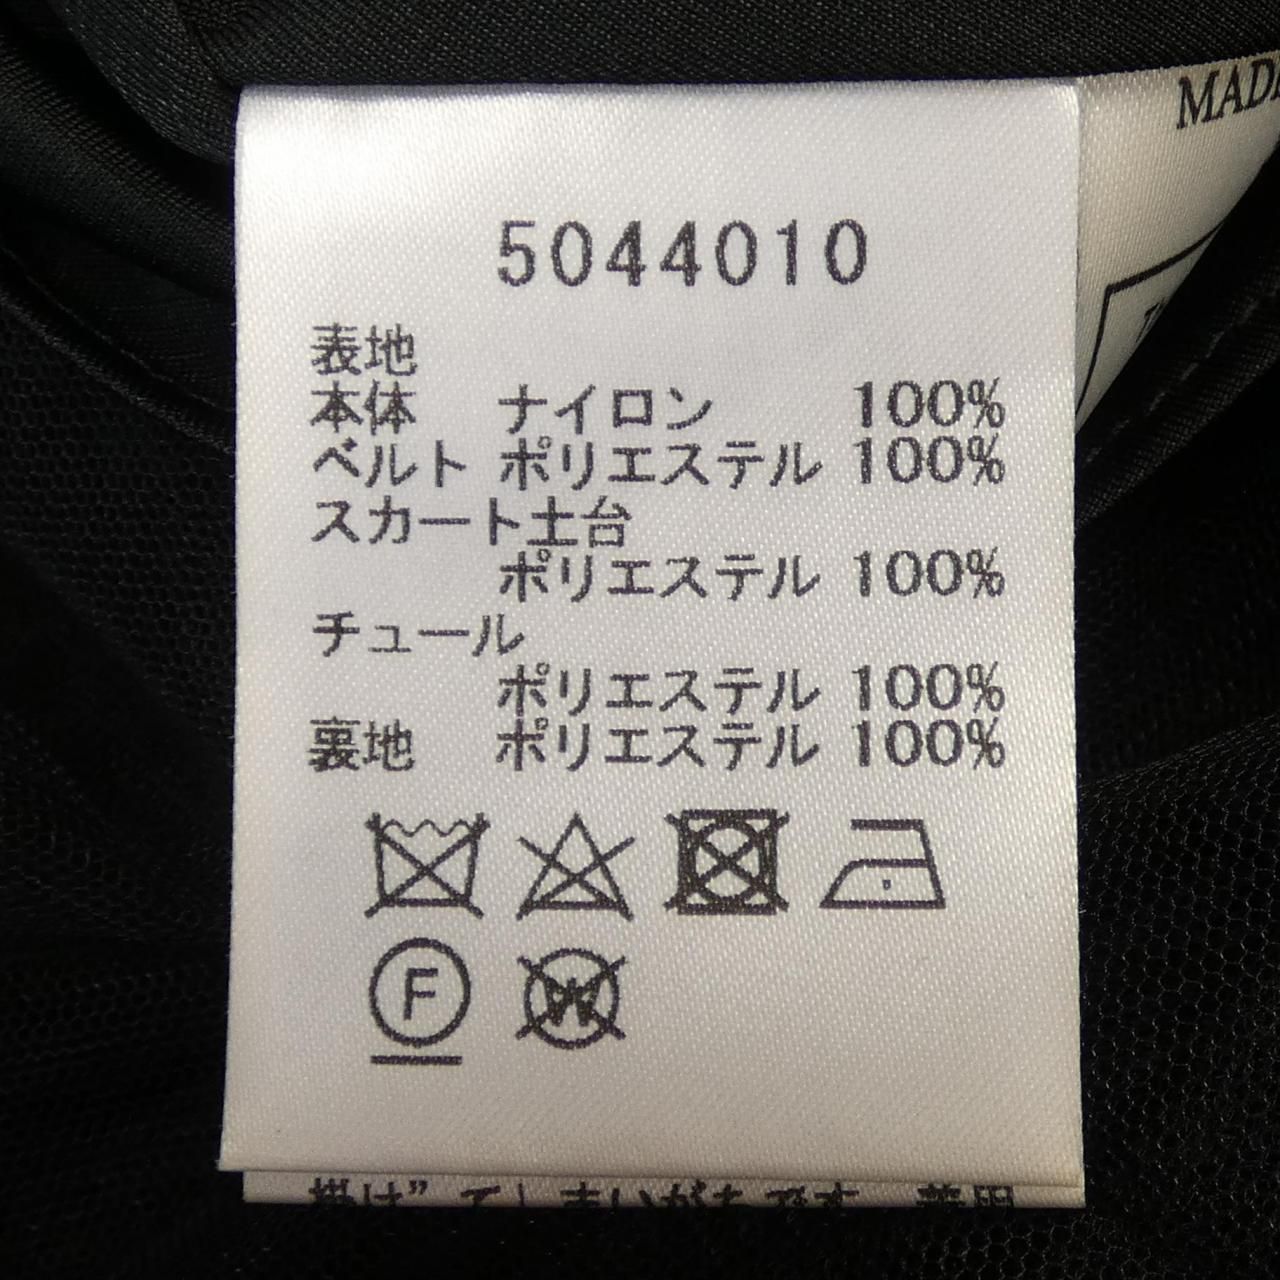 5044010
表地
本体 ナイロン 100%
ベルト ポリエステル 100%
スカート土台
ポリエステル 100%
チュール
ポリエステル 100%
裏地 ポリエステル 100%
F
W